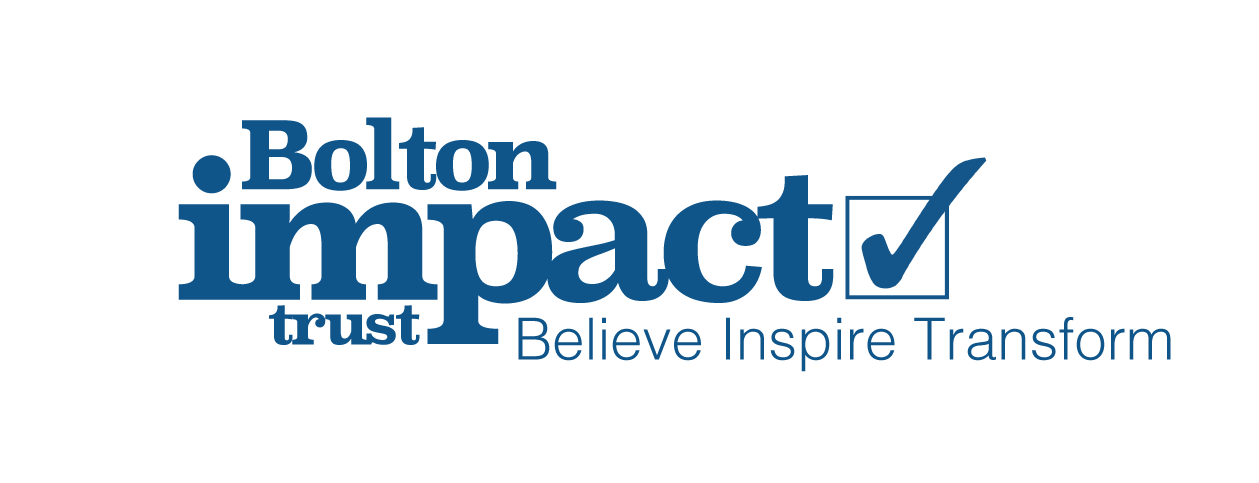 Bolton
impact
trust
Believe Inspire Transform